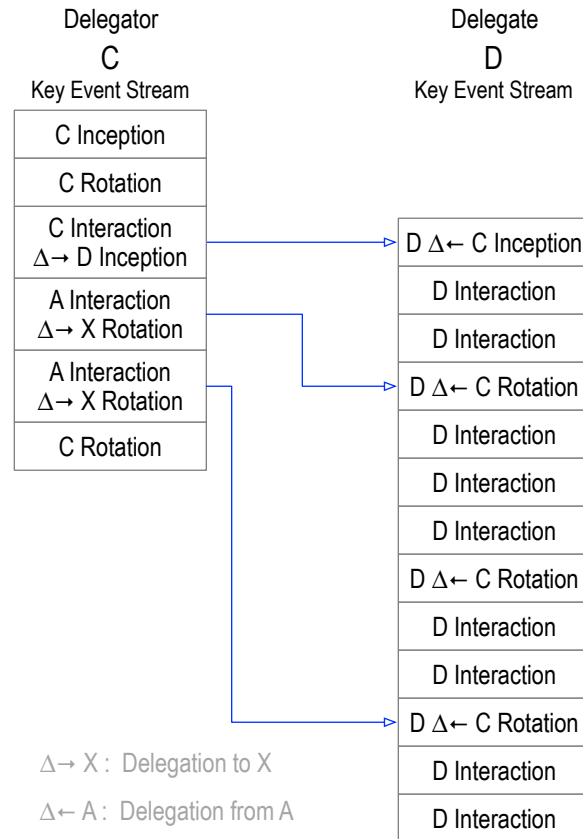 Delegator
C
Key Event Stream
C Inception
C Rotation
C Interaction
Δ→ D Inception
A Interaction
Δ→ X Rotation
A Interaction
Δ→ X Rotation
C Rotation
Delegate
D
Key Event Stream
D Δ← C Inception
D Interaction
D Interaction
D Δ← C Rotation
D Interaction
D Interaction
D Interaction
D Δ← C Rotation
D Interaction
D Interaction
D Δ← C Rotation
D Interaction
D Interaction
Δ→ X : Delegation to X
Δ← A : Delegation from A